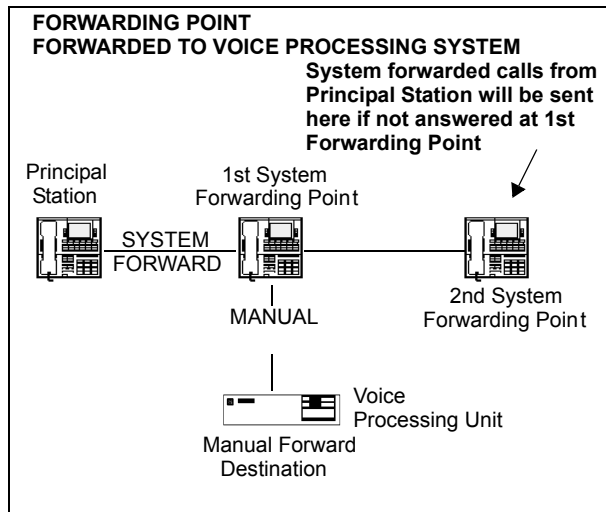 FORWARDING POINT
FORWARDED TO VOICE PROCESSING SYSTEM
System forwarded calls from
Principal Station will be sent
here if not answered at 1st
Forwarding Point
Principal
Station
1st System
Forwarding Point
SYSTEM
FORWARD
2nd System
Forwarding Point
MANUAL
Voice
Processing Unit
Manual Forward
Destination